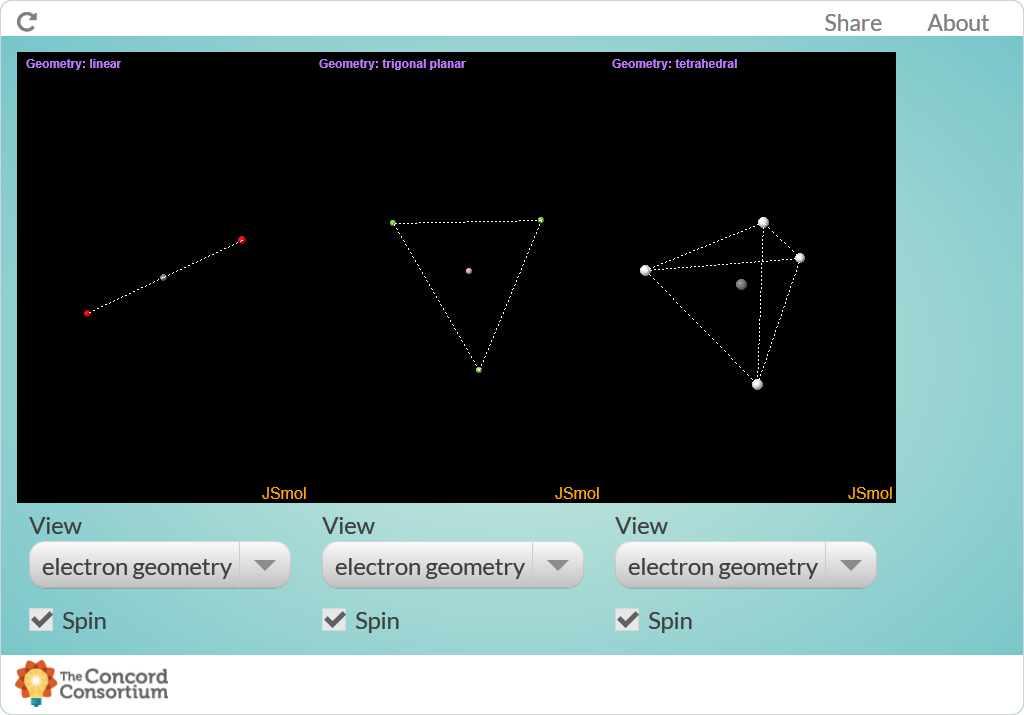 Share About
Geometry: linear Geometry: trigonal planar Geometry: tetrahedral
JSmol JSmol JSmol
View View View
electron geometry electron geometry electron geometry
Spin Spin Spin
The Concord
Consortium